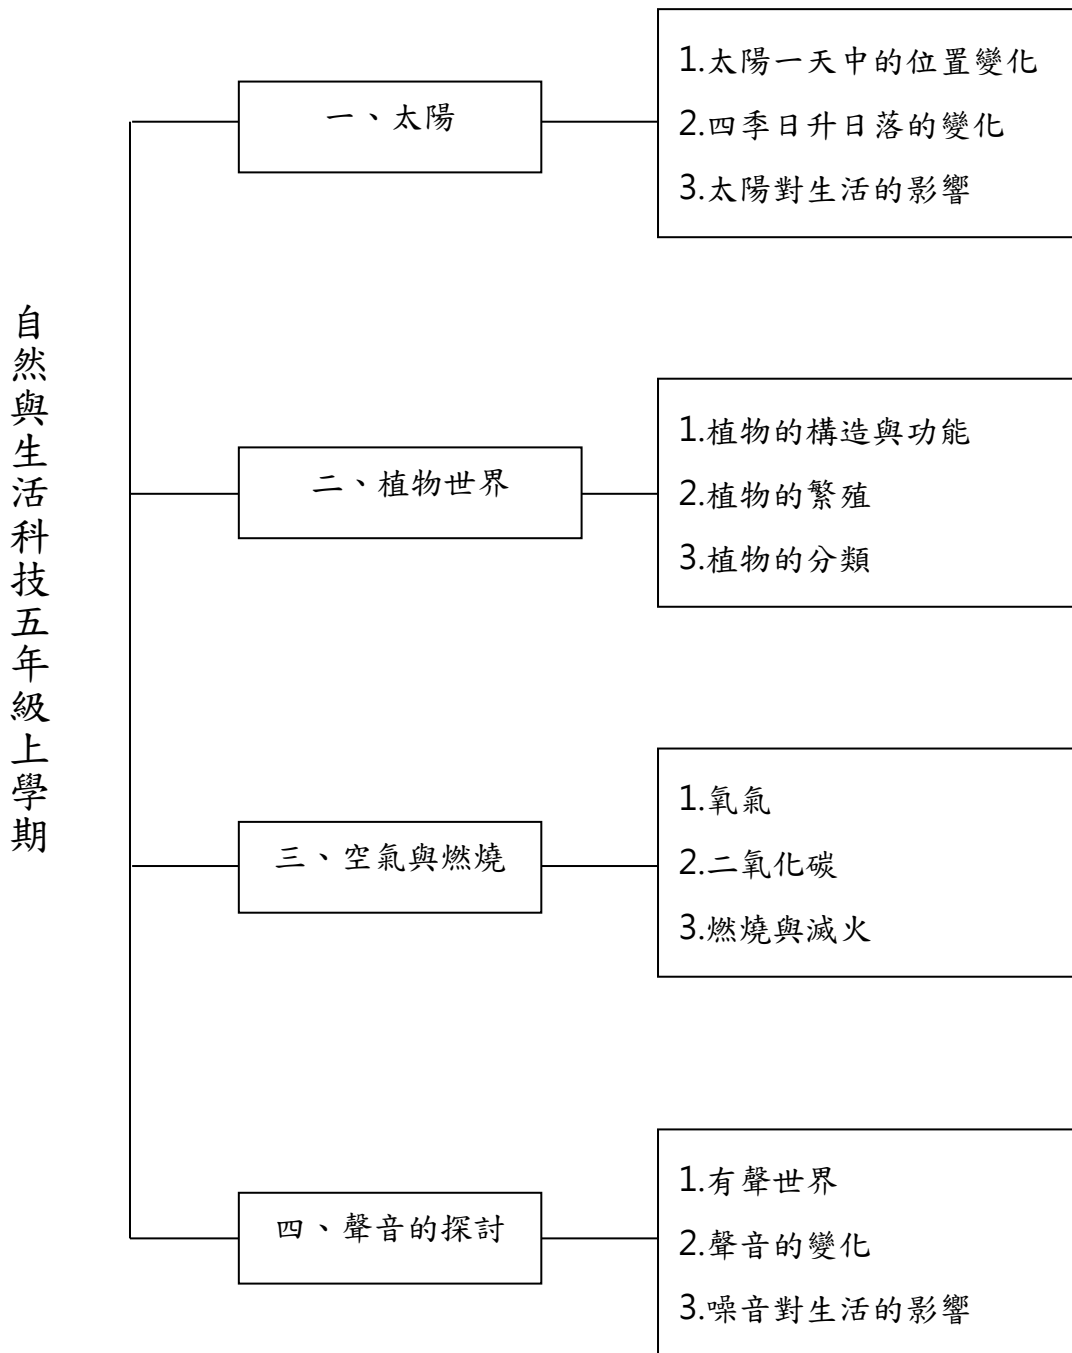 自然與生活科技五年級上學期
一、太陽
1.太陽一天中的位置變化
2.四季日升日落的變化
3.太陽對生活的影響
二、植物世界
1.植物的構造與功能
2.植物的繁殖
3.植物的分類
三、空氣與燃燒
1.氧氣
2.二氧化碳
3.燃燒與滅火
四、聲音的探討
1.有聲世界
2.聲音的變化
3.噪音對生活的影響